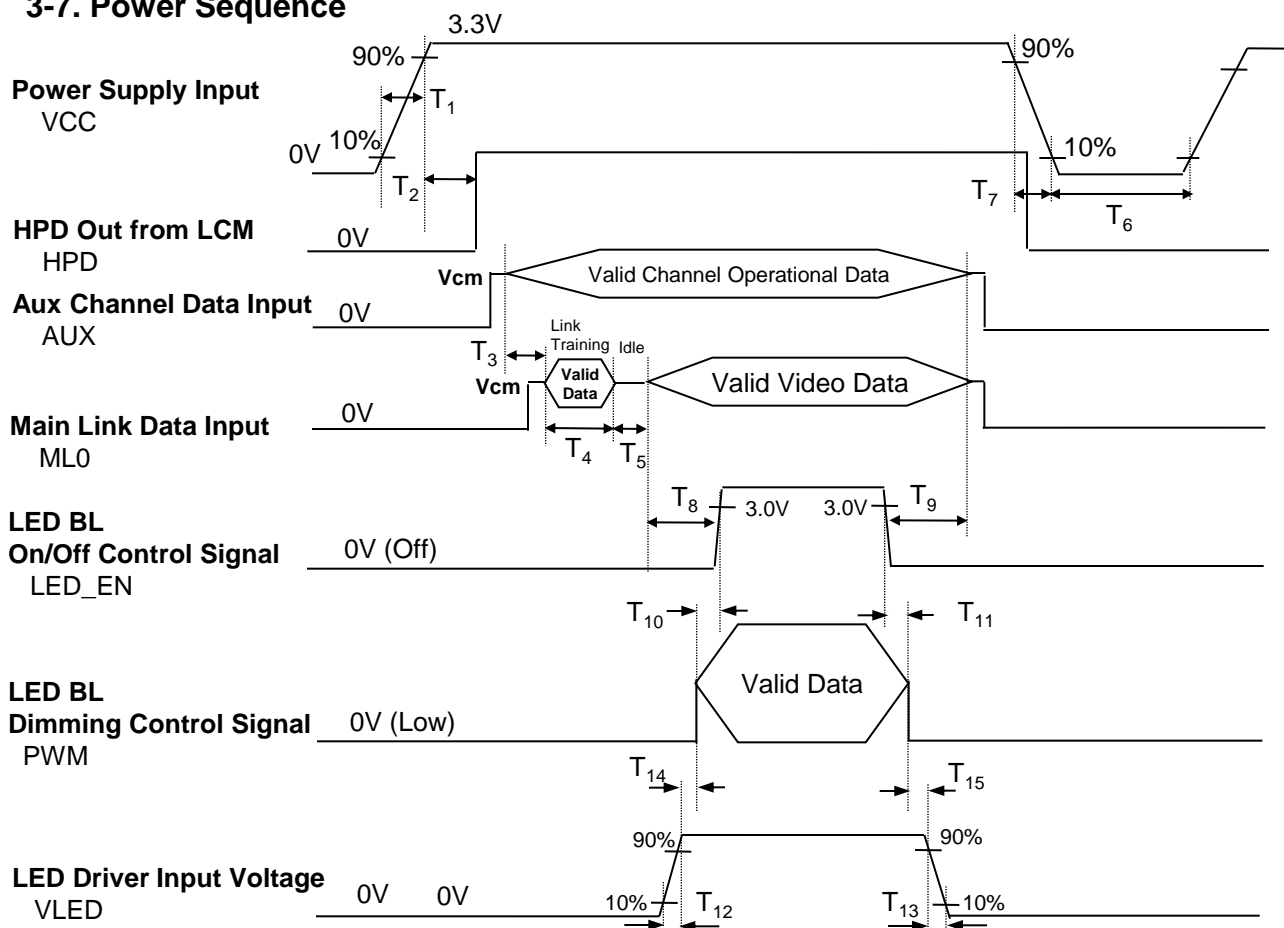 3-7. Power Sequence
3.3V
90%
90%
Power Supply Input
VCC
T1
10%
0V
10%
T2
T7
T6
HPD Out from LCM
HPD
0V
Vcm
Valid Channel Operational Data
Aux Channel Data Input
AUX
0V
Link
Training
Idle
T3
Vcm
Valid
Data
Valid Video Data
Main Link Data Input
ML0
0V
T4
T5
T8
3.0V
3.0V
T9
LED BL
On/Off Control Signal
LED_EN
0V (Off)
T10
T11
Valid Data
LED BL
Dimming Control Signal
PWM
0V (Low)
T14
T15
90%
90%
LED Driver Input Voltage
VLED
0V
0V
10%
T12
T13
10%